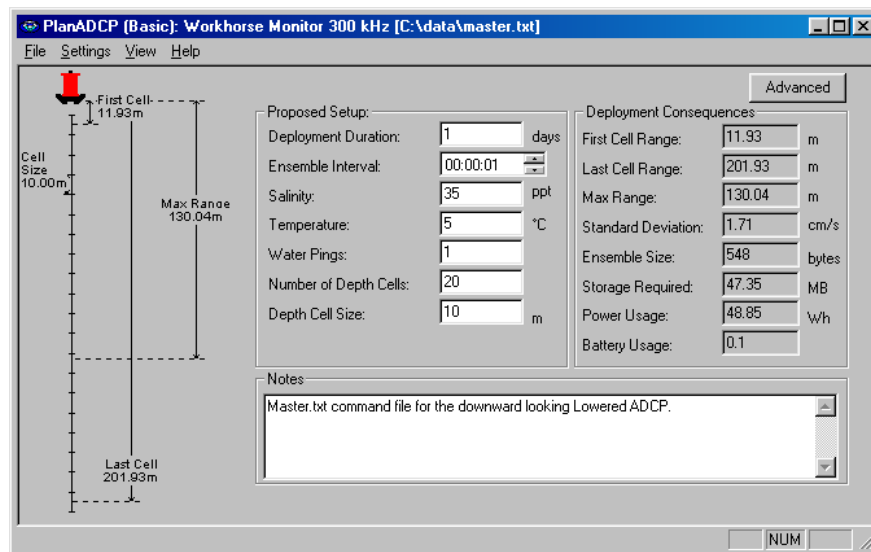 PlanADCP (Basic): Workhorse Monitor 300 kHz [C:\data\master.txt]
File Settings View Help
Advanced
First Cell
11.93m
Cell
Size
10.00m
Max Range
130.04m
Last Cell
201.93m
Proposed Setup:
Deployment Duration: 1 days
Ensemble Interval: 00:00:01
Salinity: 35 ppt
Temperature: 5 °C
Water Pings: 1
Number of Depth Cells: 20
Depth Cell Size: 10 m
Deployment Consequences
First Cell Range: 11.93 m
Last Cell Range: 201.93 m
Max Range: 130.04 m
Standard Deviation: 1.71 cm/s
Ensemble Size: 548 bytes
Storage Required: 47.35 MB
Power Usage: 48.85 Wh
Battery Usage: 0.1
Notes
Master.txt command file for the downward looking Lowered ADCP.
NUM